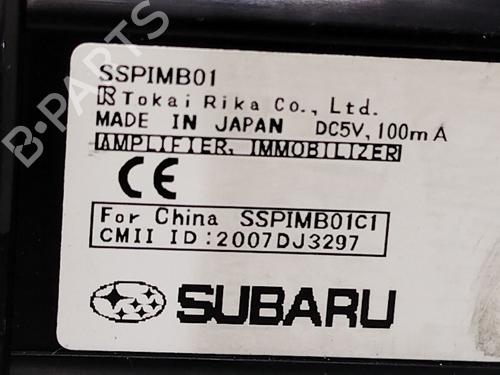 SSPIMB01
Tokai Rika Co., Ltd.
MADE IN JAPAN DC5V, 100mA
AMPLIFIER, IMMOBILIZER
CE
For China SSPIMB01C1
CMII ID:2007DJ3297
SUBARU
B-PARTS